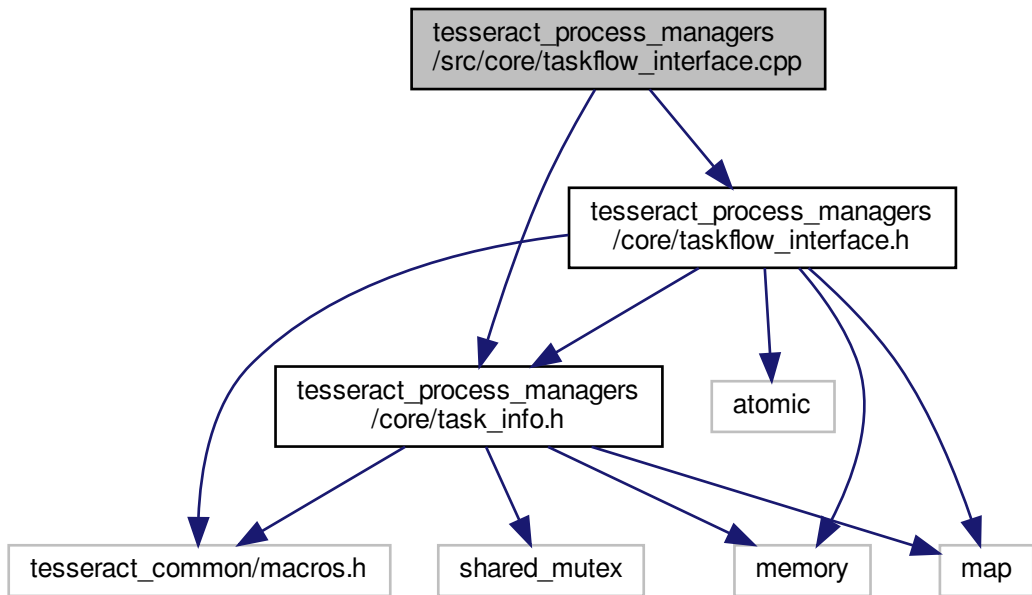 tesseract_process_managers
/src/core/taskflow_interface.cpp
tesseract_process_managers
/core/taskflow_interface.h
tesseract_process_managers
/core/task_info.h
atomic
tesseract_common/macros.h
shared_mutex
memory
map